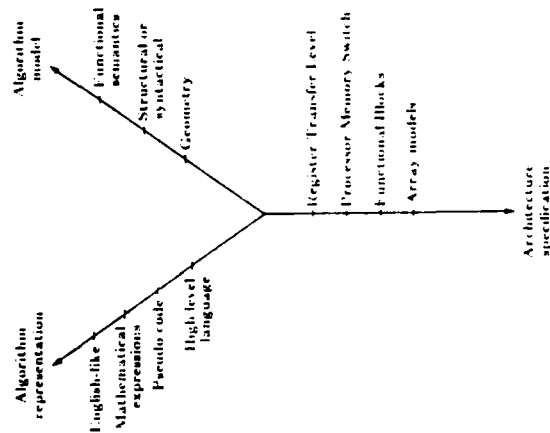 Algorithm
representation
English-like
Mathematical
expressions
Pseudo code
High level
language
Algorithm
model
Functional
semantics
Structural or
syntactical
Geometry
Register Transfer Level
Processor Memory Switch
Functional Blocks
Array models
Architecture
specification